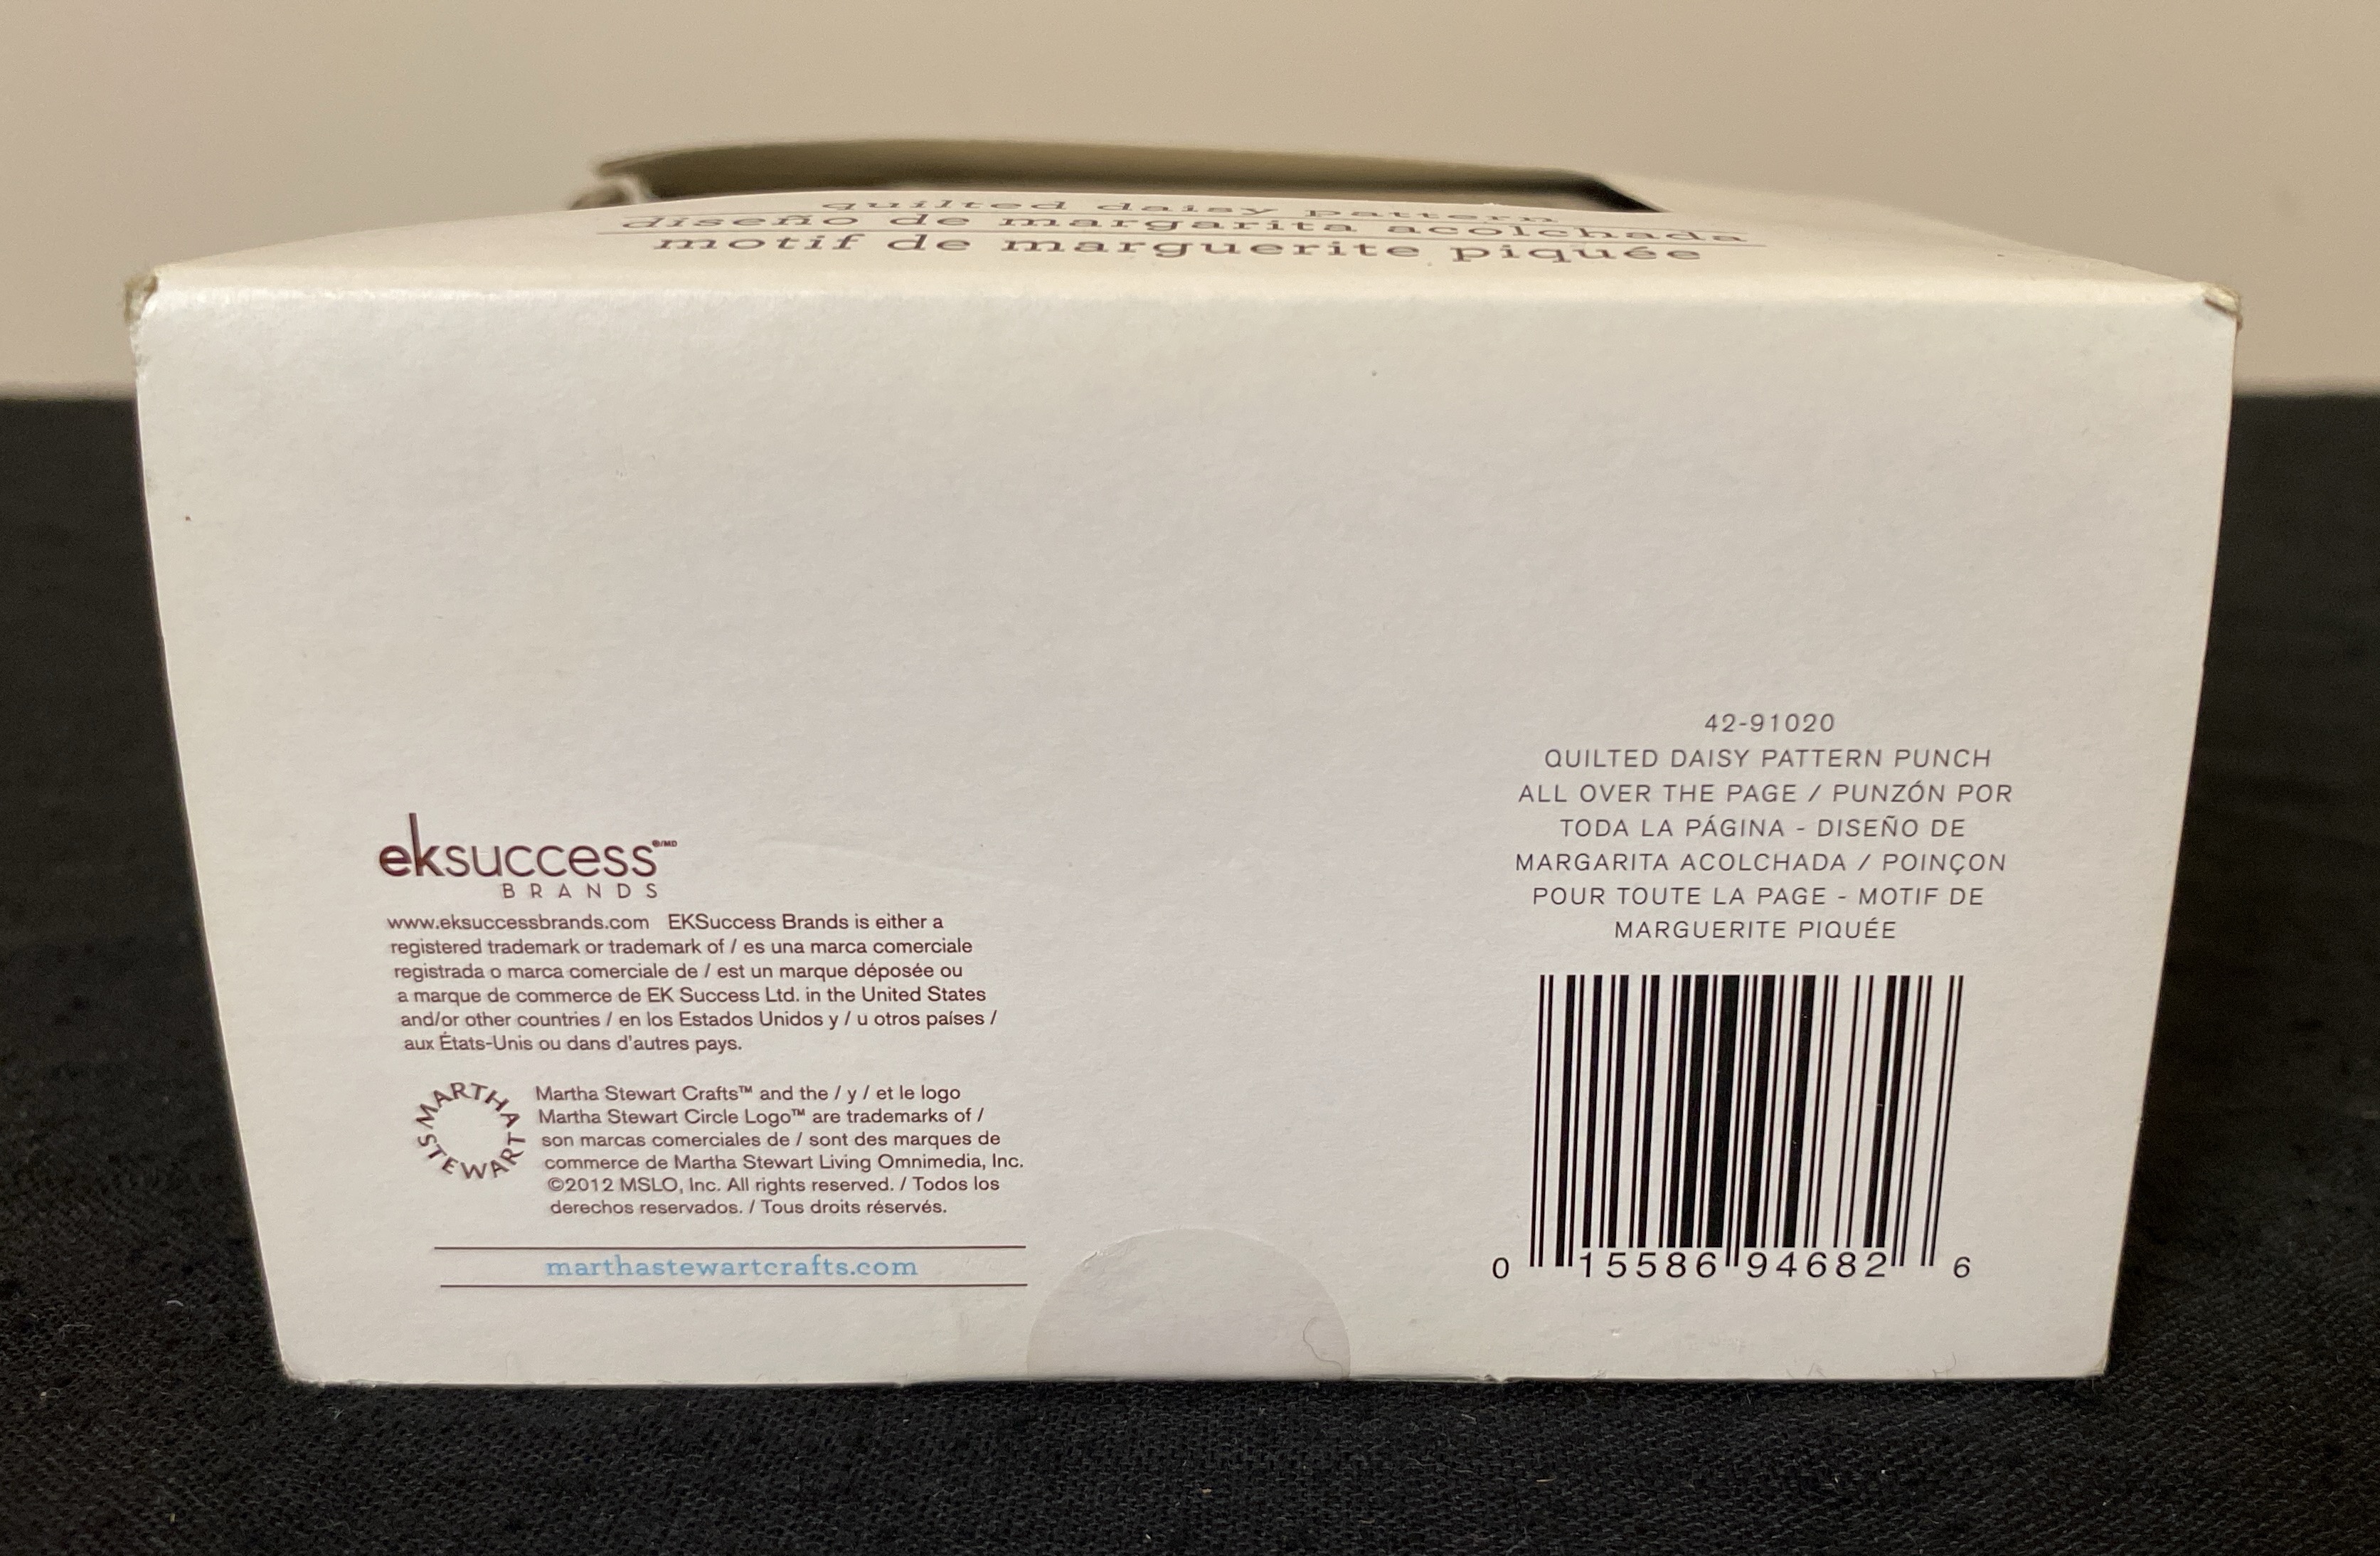 quilted daisy pattern
diseño de margarita acolchada
motif de marguerite piquée
eksuccess®/MD
BRANDS
www.eksuccessbrands.com EKSuccess Brands is either a
registered trademark or trademark of / es una marca comerciale
registrada o marca comerciale de / est un marque déposée ou
a marque de commerce de EK Success Ltd. in the United States
and/or other countries / en los Estados Unidos y / u otros países /
aux États-Unis ou dans d'autres pays.
MARTHA STEWART
Martha Stewart Crafts™ and the / y / et le logo
Martha Stewart Circle Logo™ are trademarks of /
son marcas comerciales de / sont des marques de
commerce de Martha Stewart Living Omnimedia, Inc.
©2012 MSLO, Inc. All rights reserved. / Todos los
derechos reservados. / Tous droits réservés.
marthastewartcrafts.com
42-91020
QUILTED DAISY PATTERN PUNCH
ALL OVER THE PAGE / PUNZÓN POR
TODA LA PÁGINA - DISEÑO DE
MARGARITA ACOLCHADA / POINÇON
POUR TOUTE LA PAGE - MOTIF DE
MARGUERITE PIQUÉE
0 15586 94682 6